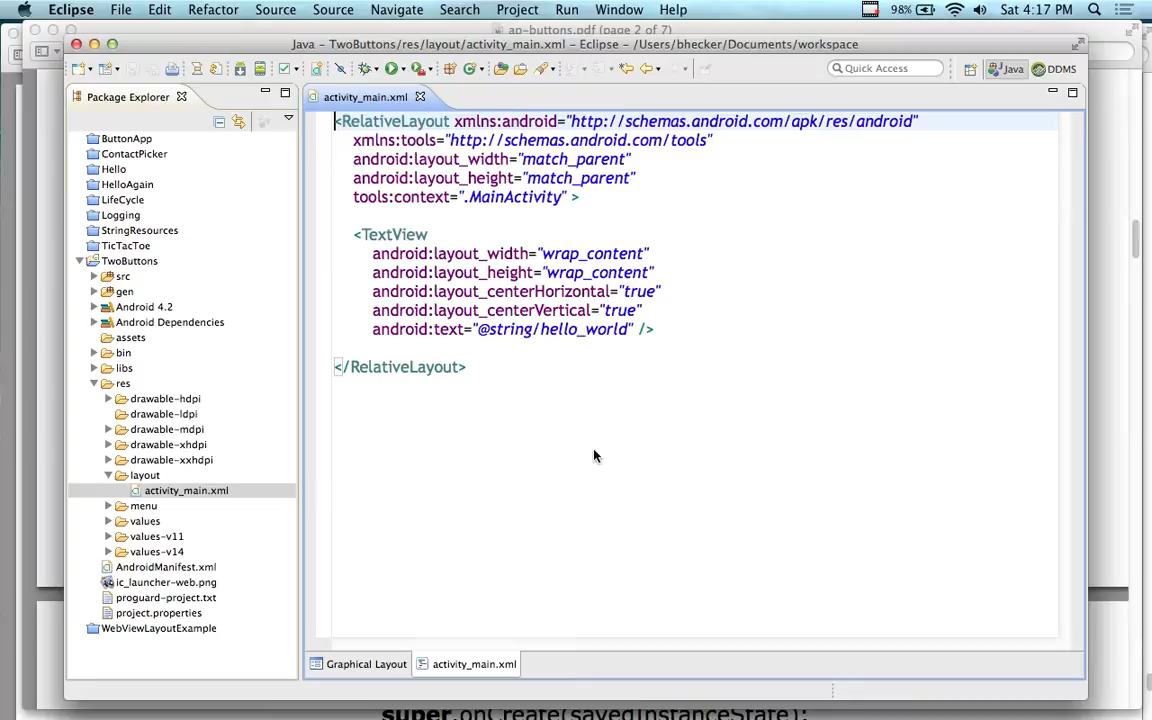 Eclipse File Edit Refactor Source Source Navigate Search Project Run Window Help 98% Sat 4:17 PM
ap-buttons.pdf (page 2 of 7)
Java – TwoButtons/res/layout/activity_main.xml – Eclipse – /Users/bhecker/Documents/workspace
Quick Access Java DDMS
Package Explorer
activity_main.xml
ButtonApp
ContactPicker
Hello
HelloAgain
LifeCycle
Logging
StringResources
TicTacToe
TwoButtons
src
gen
Android 4.2
Android Dependencies
assets
bin
libs
res
drawable-hdpi
drawable-ldpi
drawable-mdpi
drawable-xhdpi
drawable-xxhdpi
layout
activity_main.xml
menu
values
values-v11
values-v14
AndroidManifest.xml
ic_launcher-web.png
proguard-project.txt
project.properties
WebViewLayoutExample
<RelativeLayout xmlns:android="http://schemas.android.com/apk/res/android"
xmlns:tools="http://schemas.android.com/tools"
android:layout_width="match_parent"
android:layout_height="match_parent"
tools:context=".MainActivity" >
<TextView
android:layout_width="wrap_content"
android:layout_height="wrap_content"
android:layout_centerHorizontal="true"
android:layout_centerVertical="true"
android:text="@string/hello_world" />
</RelativeLayout>
Graphical Layout activity_main.xml
super.onCreate(savedInstanceState);